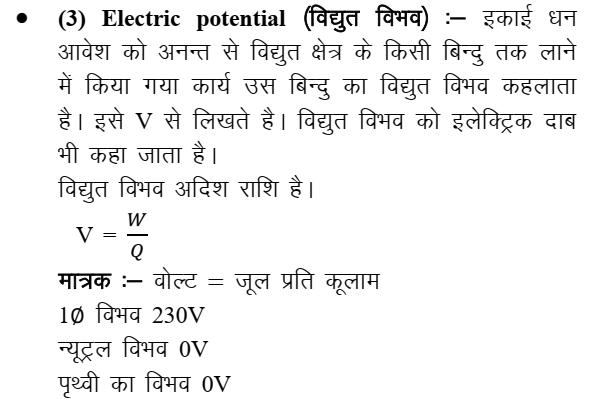 • (3) Electric potential (विद्युत विभव) :– इकाई धन
आवेश को अनन्त से विद्युत क्षेत्र के किसी बिन्दु तक लाने
में किया गया कार्य उस बिन्दु का विद्युत विभव कहलाता
है। इसे V से लिखते है। विद्युत विभव को इलेक्ट्रिक दाब
भी कहा जाता है।
विद्युत विभव अदिश राशि है।
V = W/Q
मात्रक :– वोल्ट = जूल प्रति कूलाम
1Ø विभव 230V
न्यूट्रल विभव 0V
पृथ्वी का विभव 0V